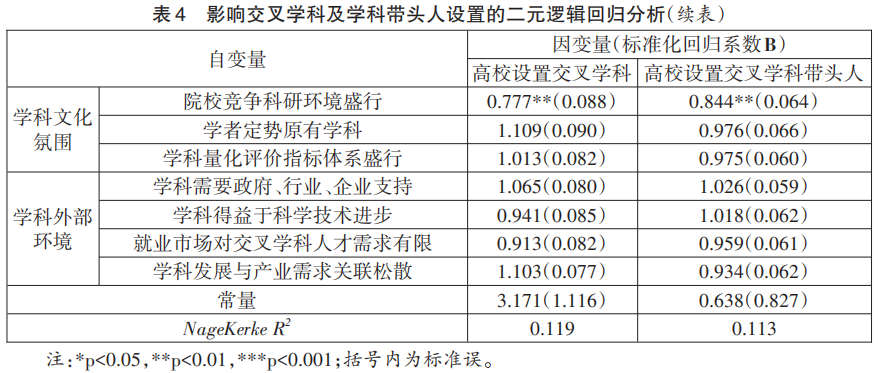 表4 影响交叉学科及学科带头人设置的二元逻辑回归分析(续表)
自变量 因变量(标准化回归系数B)
高校设置交叉学科 高校设置交叉学科带头人
学科文化氛围 院校竞争科研环境盛行 0.777**(0.088) 0.844**(0.064)
学者定势原有学科 1.109(0.090) 0.976(0.066)
学科量化评价指标体系盛行 1.013(0.082) 0.975(0.060)
学科外部环境 学科需要政府、行业、企业支持 1.065(0.080) 1.026(0.059)
学科得益于科学技术进步 0.941(0.085) 1.018(0.062)
就业市场对交叉学科人才需求有限 0.913(0.082) 0.959(0.061)
学科发展与产业需求关联松散 1.103(0.077) 0.934(0.062)
常量 3.171(1.116) 0.638(0.827)
NageKerke R² 0.119 0.113
注:*p<0.05,**p<0.01,***p<0.001;括号内为标准误。